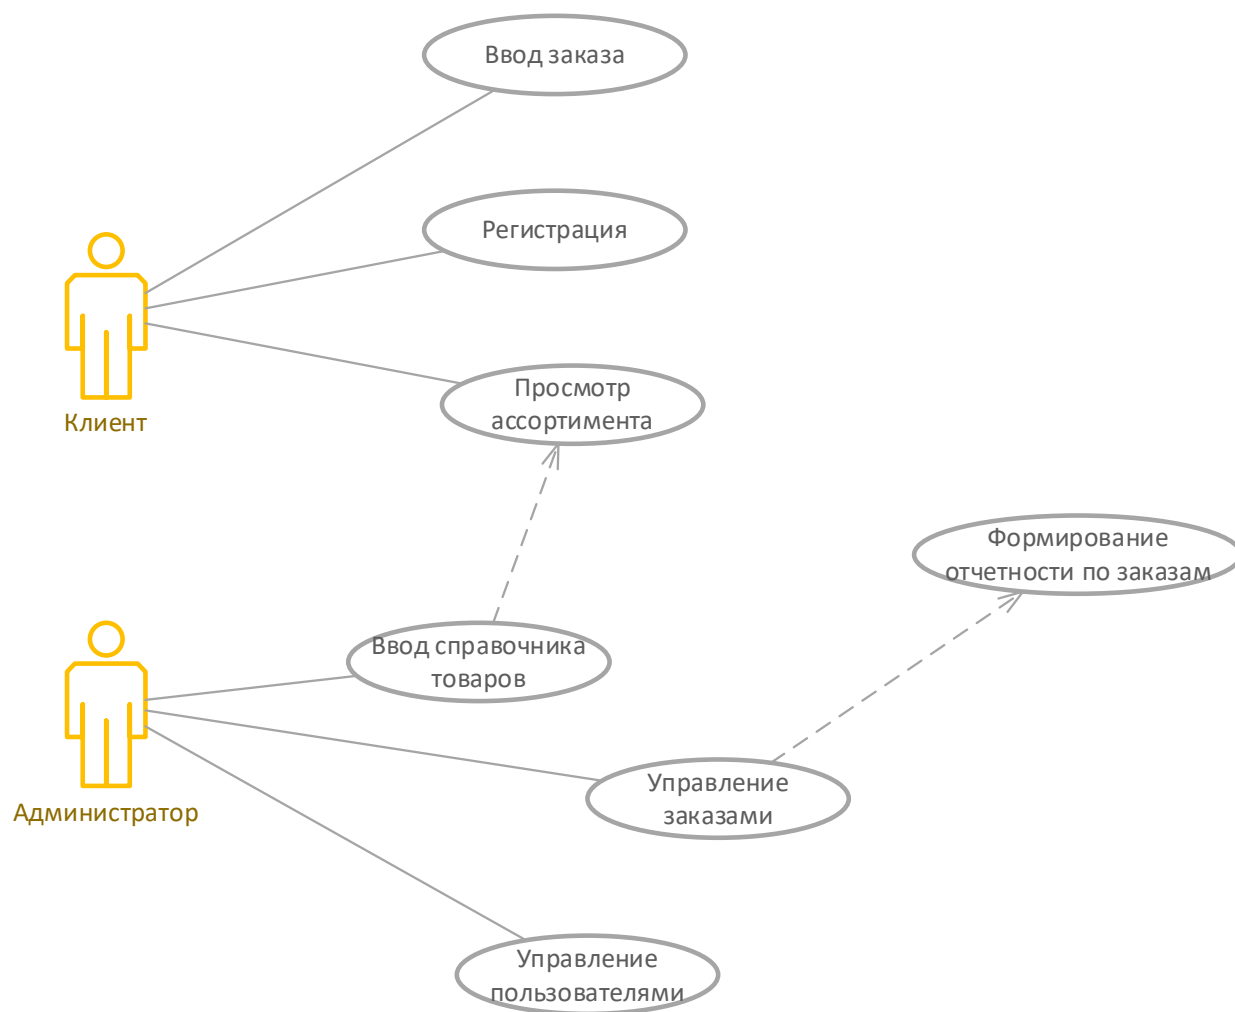 Ввод заказа
Регистрация
Просмотр
ассортимента
Клиент
Формирование
отчетности по заказам
Ввод справочника
товаров
Управление
заказами
Администратор
Управление
пользователями